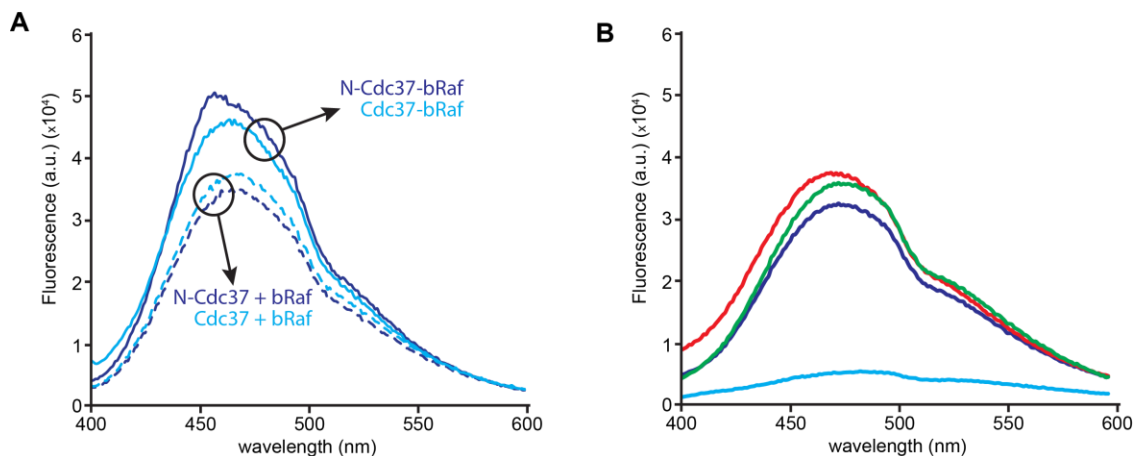 A
Fluorescence (a.u.) (x10⁴)
6
5
4
3
2
1
0
N-Cdc37-bRaf
Cdc37-bRaf
N-Cdc37 + bRaf
Cdc37 + bRaf
400
450
500
550
600
wavelength (nm)
B
Fluorescence (a.u.) (x10⁴)
6
5
4
3
2
1
0
400
450
500
550
600
wavelength (nm)